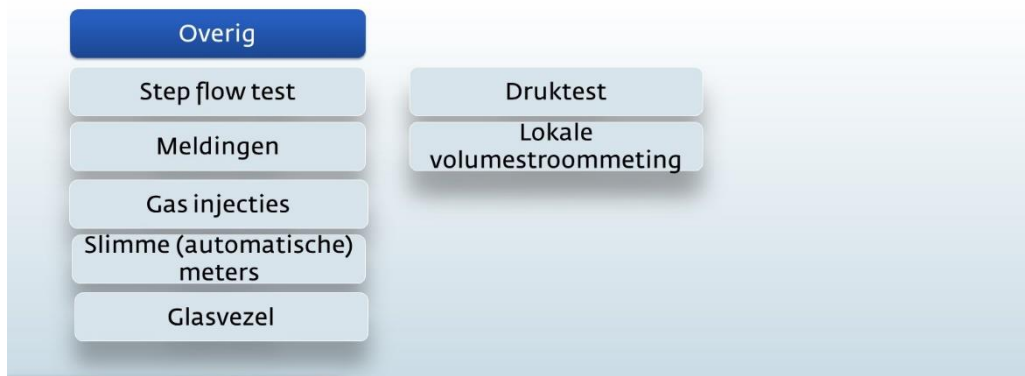 Overig
Step flow test
Meldingen
Gas injecties
Slimme (automatische)
meters
Glasvezel
Druktest
Lokale
volumestroommeting